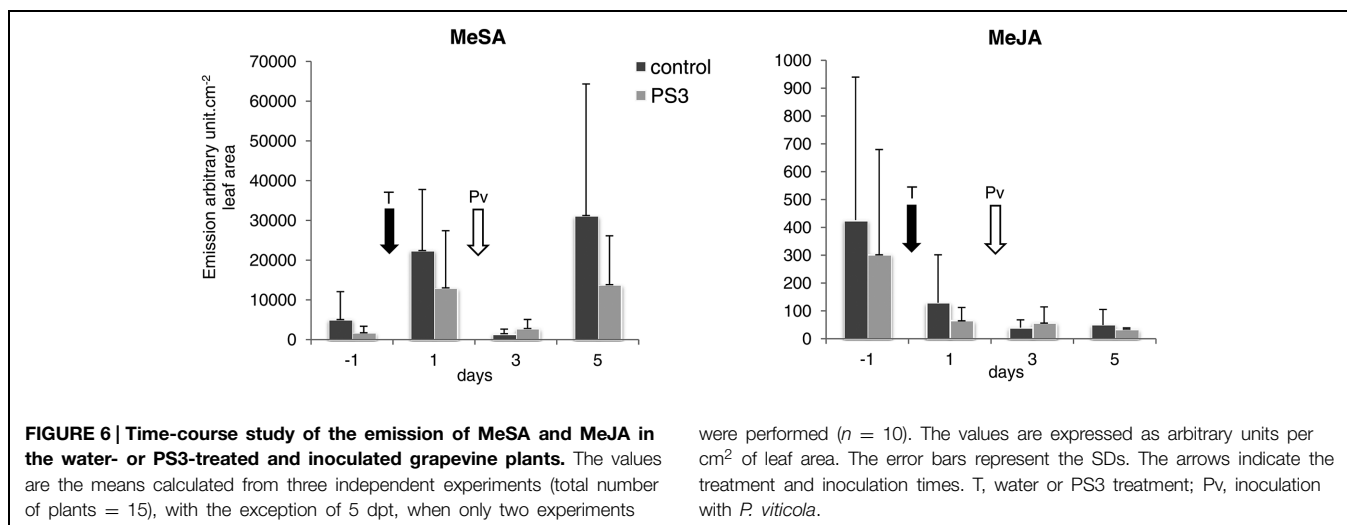 MeSA
Emission arbitrary unit.cm-2
leaf area
70000
60000
50000
40000
30000
20000
10000
0
T
Pv
control
PS3
-1 1 3 5
days
MeJA
1000
900
800
700
600
500
400
300
200
100
0
T
Pv
-1 1 3 5
days
FIGURE 6 | Time-course study of the emission of MeSA and MeJA in
the water- or PS3-treated and inoculated grapevine plants. The values
are the means calculated from three independent experiments (total number
of plants = 15), with the exception of 5 dpt, when only two experiments
were performed (n = 10). The values are expressed as arbitrary units per
cm2 of leaf area. The error bars represent the SDs. The arrows indicate the
treatment and inoculation times. T, water or PS3 treatment; Pv, inoculation
with P. viticola.